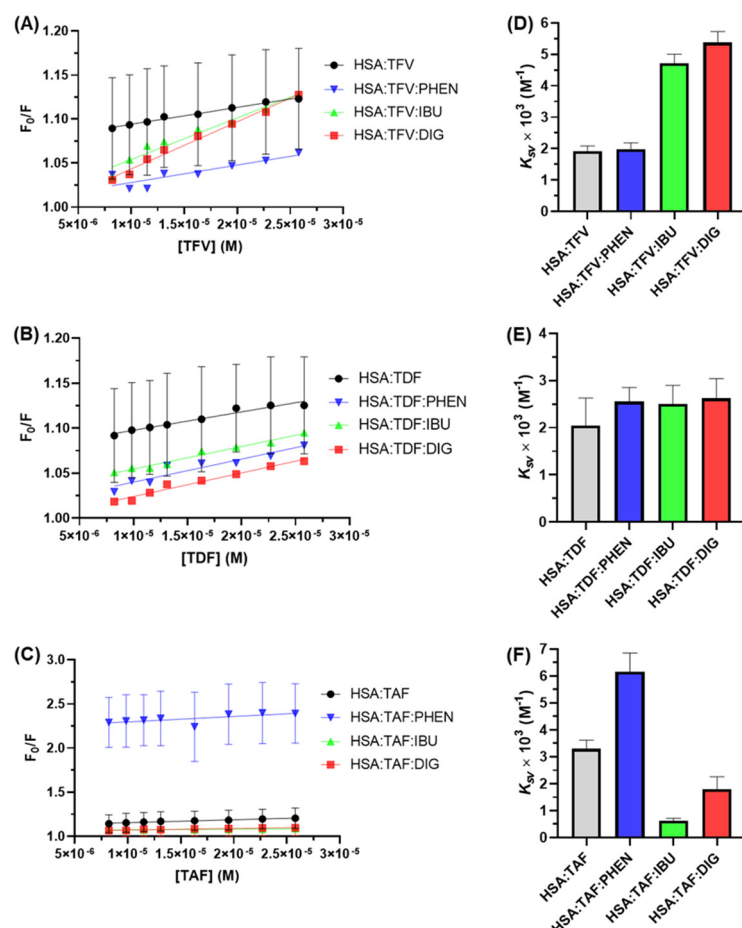 (A)
1.20
1.15
1.10
1.05
1.00
F₀/F
5×10⁻⁶ 1×10⁻⁵ 1.5×10⁻⁵ 2×10⁻⁵ 2.5×10⁻⁵ 3×10⁻⁵
[TFV] (M)
HSA:TFV
HSA:TFV:PHEN
HSA:TFV:IBU
HSA:TFV:DIG
(D)
6
5
4
3
2
1
0
K_SV × 10³ (M⁻¹)
HSA:TFV
HSA:TFV:PHEN
HSA:TFV:IBU
HSA:TFV:DIG
(B)
1.20
1.15
1.10
1.05
1.00
F₀/F
5×10⁻⁶ 1×10⁻⁵ 1.5×10⁻⁵ 2×10⁻⁵ 2.5×10⁻⁵ 3×10⁻⁵
[TDF] (M)
HSA:TDF
HSA:TDF:PHEN
HSA:TDF:IBU
HSA:TDF:DIG
(E)
4
3
2
1
0
K_SV × 10³ (M⁻¹)
HSA:TDF
HSA:TDF:PHEN
HSA:TDF:IBU
HSA:TDF:DIG
(C)
3.0
2.5
2.0
1.5
1.0
F₀/F
5×10⁻⁶ 1×10⁻⁵ 1.5×10⁻⁵ 2×10⁻⁵ 2.5×10⁻⁵ 3×10⁻⁵
[TAF] (M)
HSA:TAF
HSA:TAF:PHEN
HSA:TAF:IBU
HSA:TAF:DIG
(F)
7
6
5
4
3
2
1
0
K_SV × 10³ (M⁻¹)
HSA:TAF
HSA:TAF:PHEN
HSA:TAF:IBU
HSA:TAF:DIG